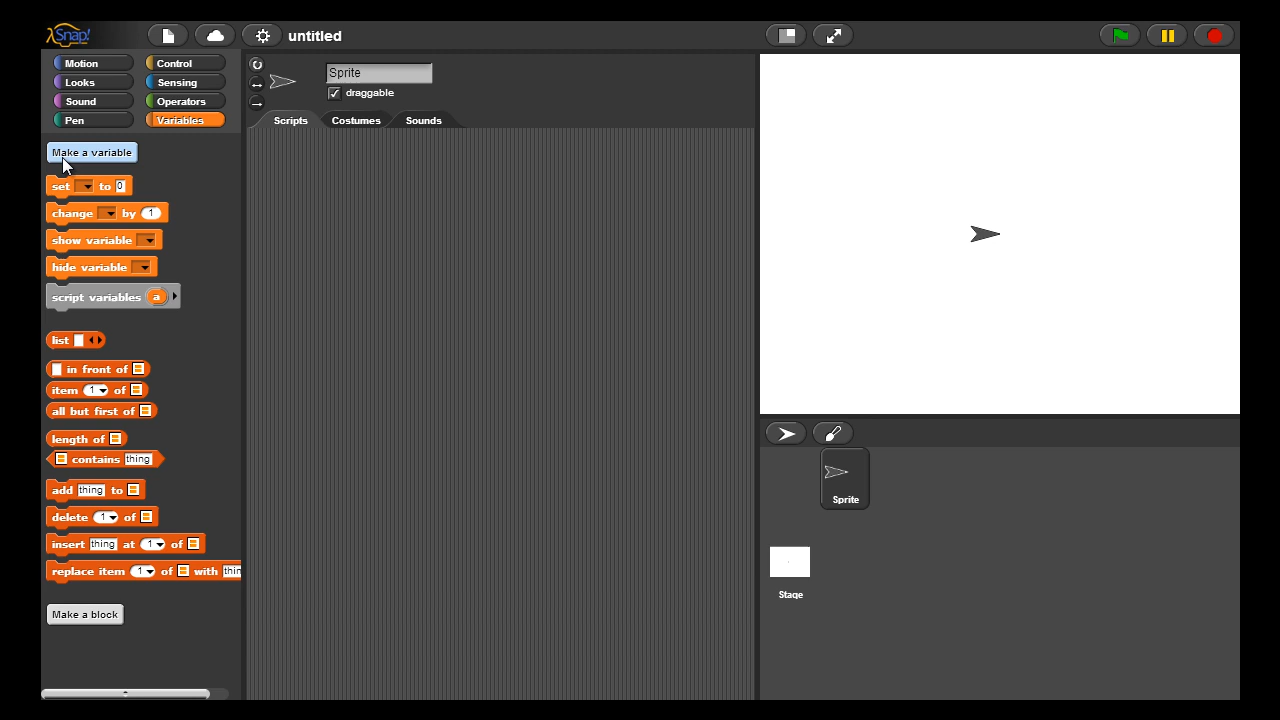 λSnap!
untitled
Motion
Control
Looks
Sensing
Sound
Operators
Pen
Variables
Sprite
draggable
Scripts
Costumes
Sounds
Make a variable
set to 0
change by 1
show variable
hide variable
script variables a
list
in front of
item 1 of
all but first of
length of
contains thing
add thing to
delete 1 of
insert thing at 1 of
replace item 1 of with thin
Make a block
Sprite
Stage